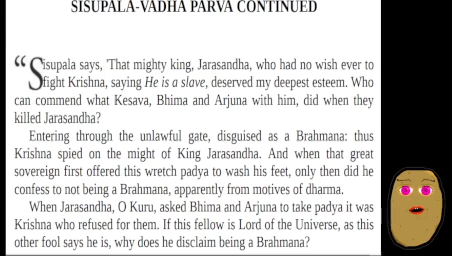 SISUPALA-VADHA PARVA CONTINUED
“Sisupala says, 'That mighty king, Jarasandha, who had no wish ever to
fight Krishna, saying He is a slave, deserved my deepest esteem. Who
can commend what Kesava, Bhima and Arjuna with him, did when they
killed Jarasandha?
Entering through the unlawful gate, disguised as a Brahmana: thus
Krishna spied on the might of King Jarasandha. And when that great
sovereign first offered this wretch padya to wash his feet, only then did he
confess to not being a Brahmana, apparently from motives of dharma.
When Jarasandha, O Kuru, asked Bhima and Arjuna to take padya it was
Krishna who refused for them. If this fellow is Lord of the Universe, as this
other fool says he is, why does he disclaim being a Brahmana?